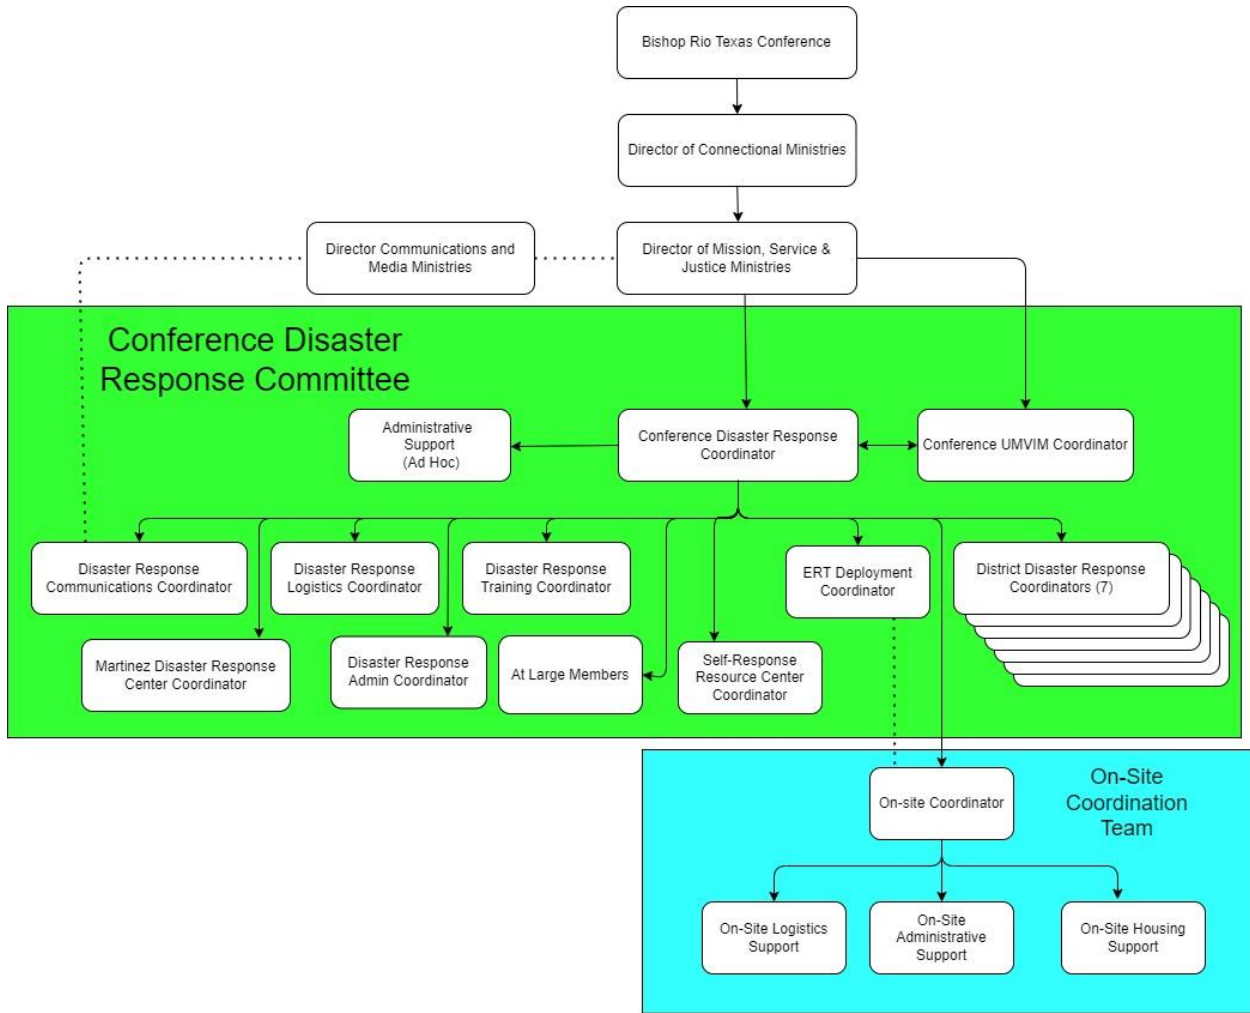 Bishop Rio Texas Conference
Director of Connectional Ministries
Director Communications and
Media Ministries
Director of Mission, Service &
Justice Ministries
Conference Disaster
Response Committee
Administrative
Support
(Ad Hoc)
Conference Disaster Response
Coordinator
Conference UMVIM Coordinator
Disaster Response
Communications Coordinator
Disaster Response
Logistics Coordinator
Disaster Response
Training Coordinator
ERT Deployment
Coordinator
District Disaster Response
Coordinators (7)
Martinez Disaster Response
Center Coordinator
Disaster Response
Admin Coordinator
At Large Members
Self-Response
Resource Center
Coordinator
On-site Coordinator
On-Site
Coordination
Team
On-Site Logistics
Support
On-Site
Administrative
Support
On-Site Housing
Support